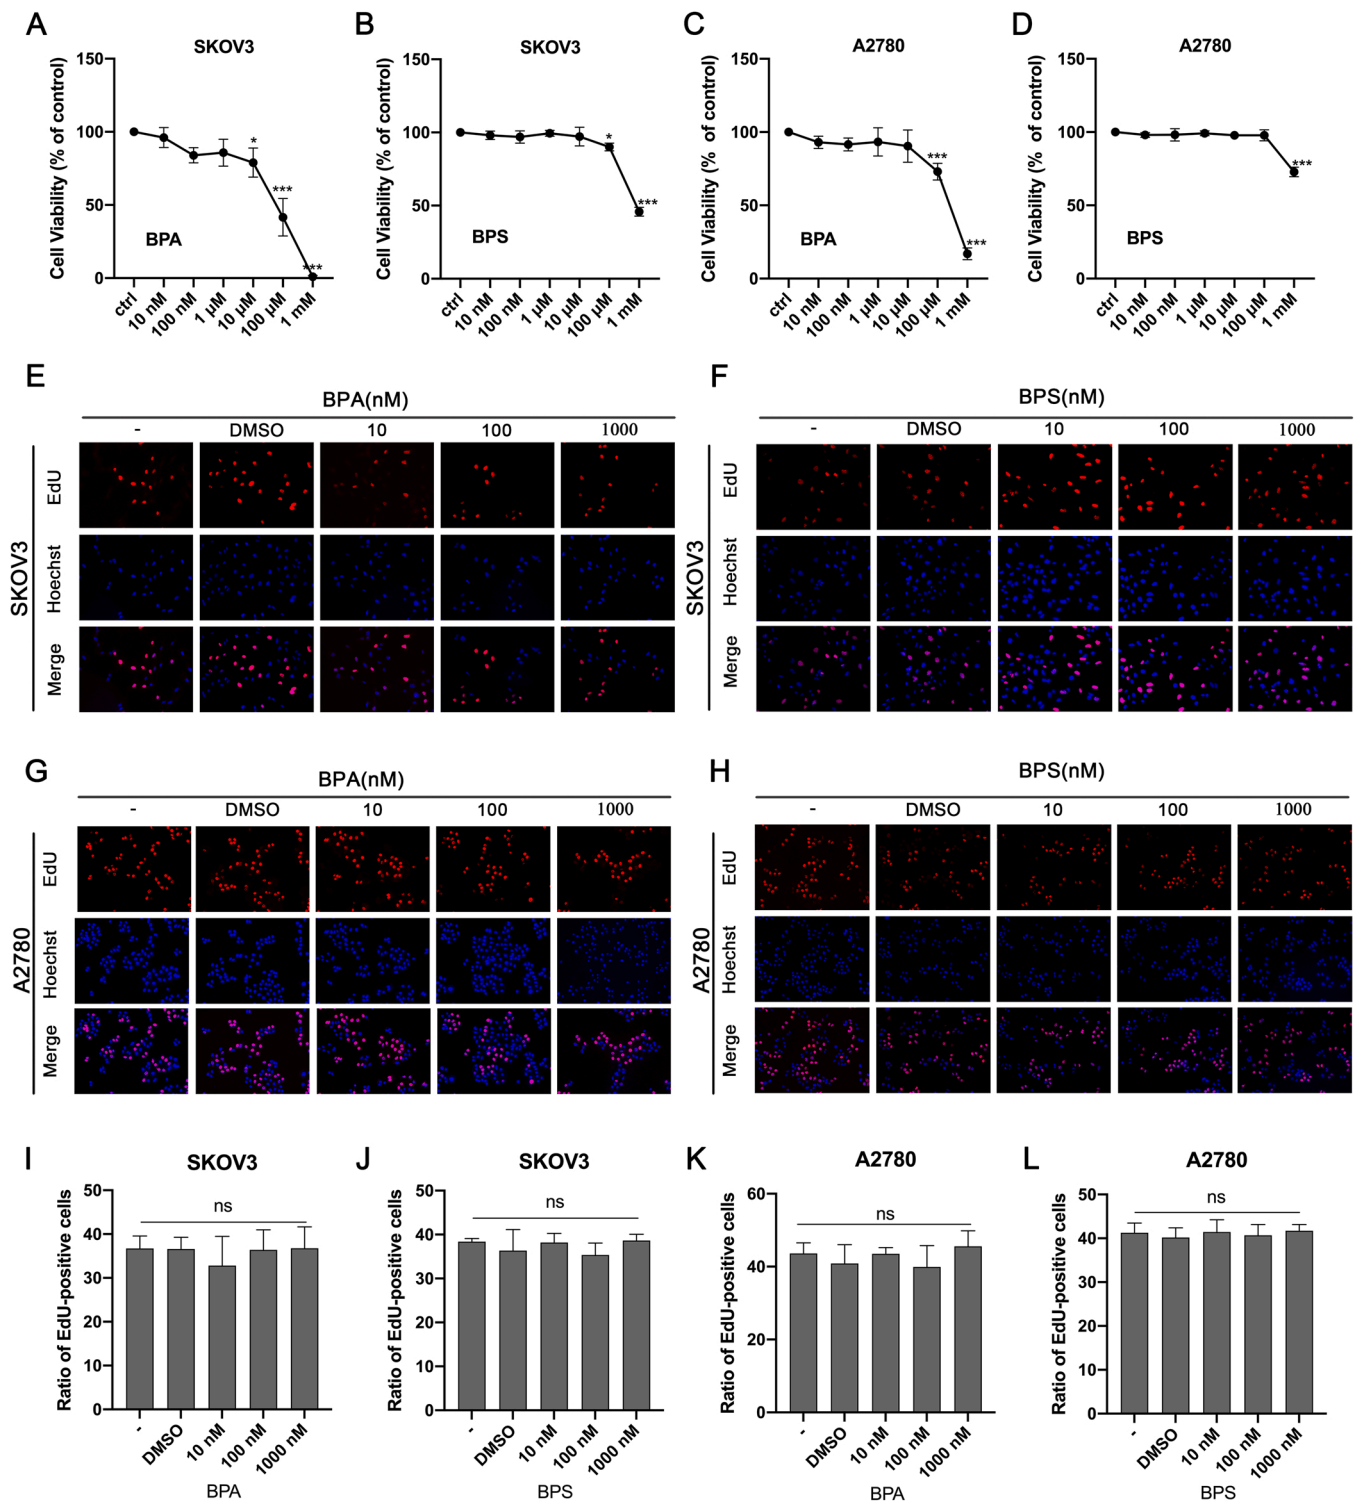 A
B
C
D
SKOV3
SKOV3
A2780
A2780
Cell Viability (% of control)
150
100
50
0
*
***
***
BPA
ctrl
10 nM
100 nM
1 μM
10 μM
100 μM
1 mM
Cell Viability (% of control)
150
100
50
0
*
***
BPS
ctrl
10 nM
100 nM
1 μM
10 μM
100 μM
1 mM
Cell Viability (% of control)
150
100
50
0
***
***
BPA
ctrl
10 nM
100 nM
1 μM
10 μM
100 μM
1 mM
Cell Viability (% of control)
150
100
50
0
***
BPS
ctrl
10 nM
100 nM
1 μM
10 μM
100 μM
1 mM
E
BPA(nM)
- DMSO 10 100 1000
SKOV3
EdU
Hoechst
Merge
F
BPS(nM)
- DMSO 10 100 1000
SKOV3
EdU
Hoechst
Merge
G
BPA(nM)
- DMSO 10 100 1000
A2780
EdU
Hoechst
Merge
H
BPS(nM)
- DMSO 10 100 1000
A2780
EdU
Hoechst
Merge
I
SKOV3
Ratio of EdU-positive cells
50
40
30
20
10
0
ns
-
DMSO
10 nM
100 nM
1000 nM
BPA
J
SKOV3
Ratio of EdU-positive cells
50
40
30
20
10
0
ns
-
DMSO
10 nM
100 nM
1000 nM
BPS
K
A2780
Ratio of EdU-positive cells
60
40
20
0
ns
-
DMSO
10 nM
100 nM
1000 nM
BPA
L
A2780
Ratio of EdU-positive cells
50
40
30
20
10
0
ns
-
DMSO
10 nM
100 nM
1000 nM
BPS